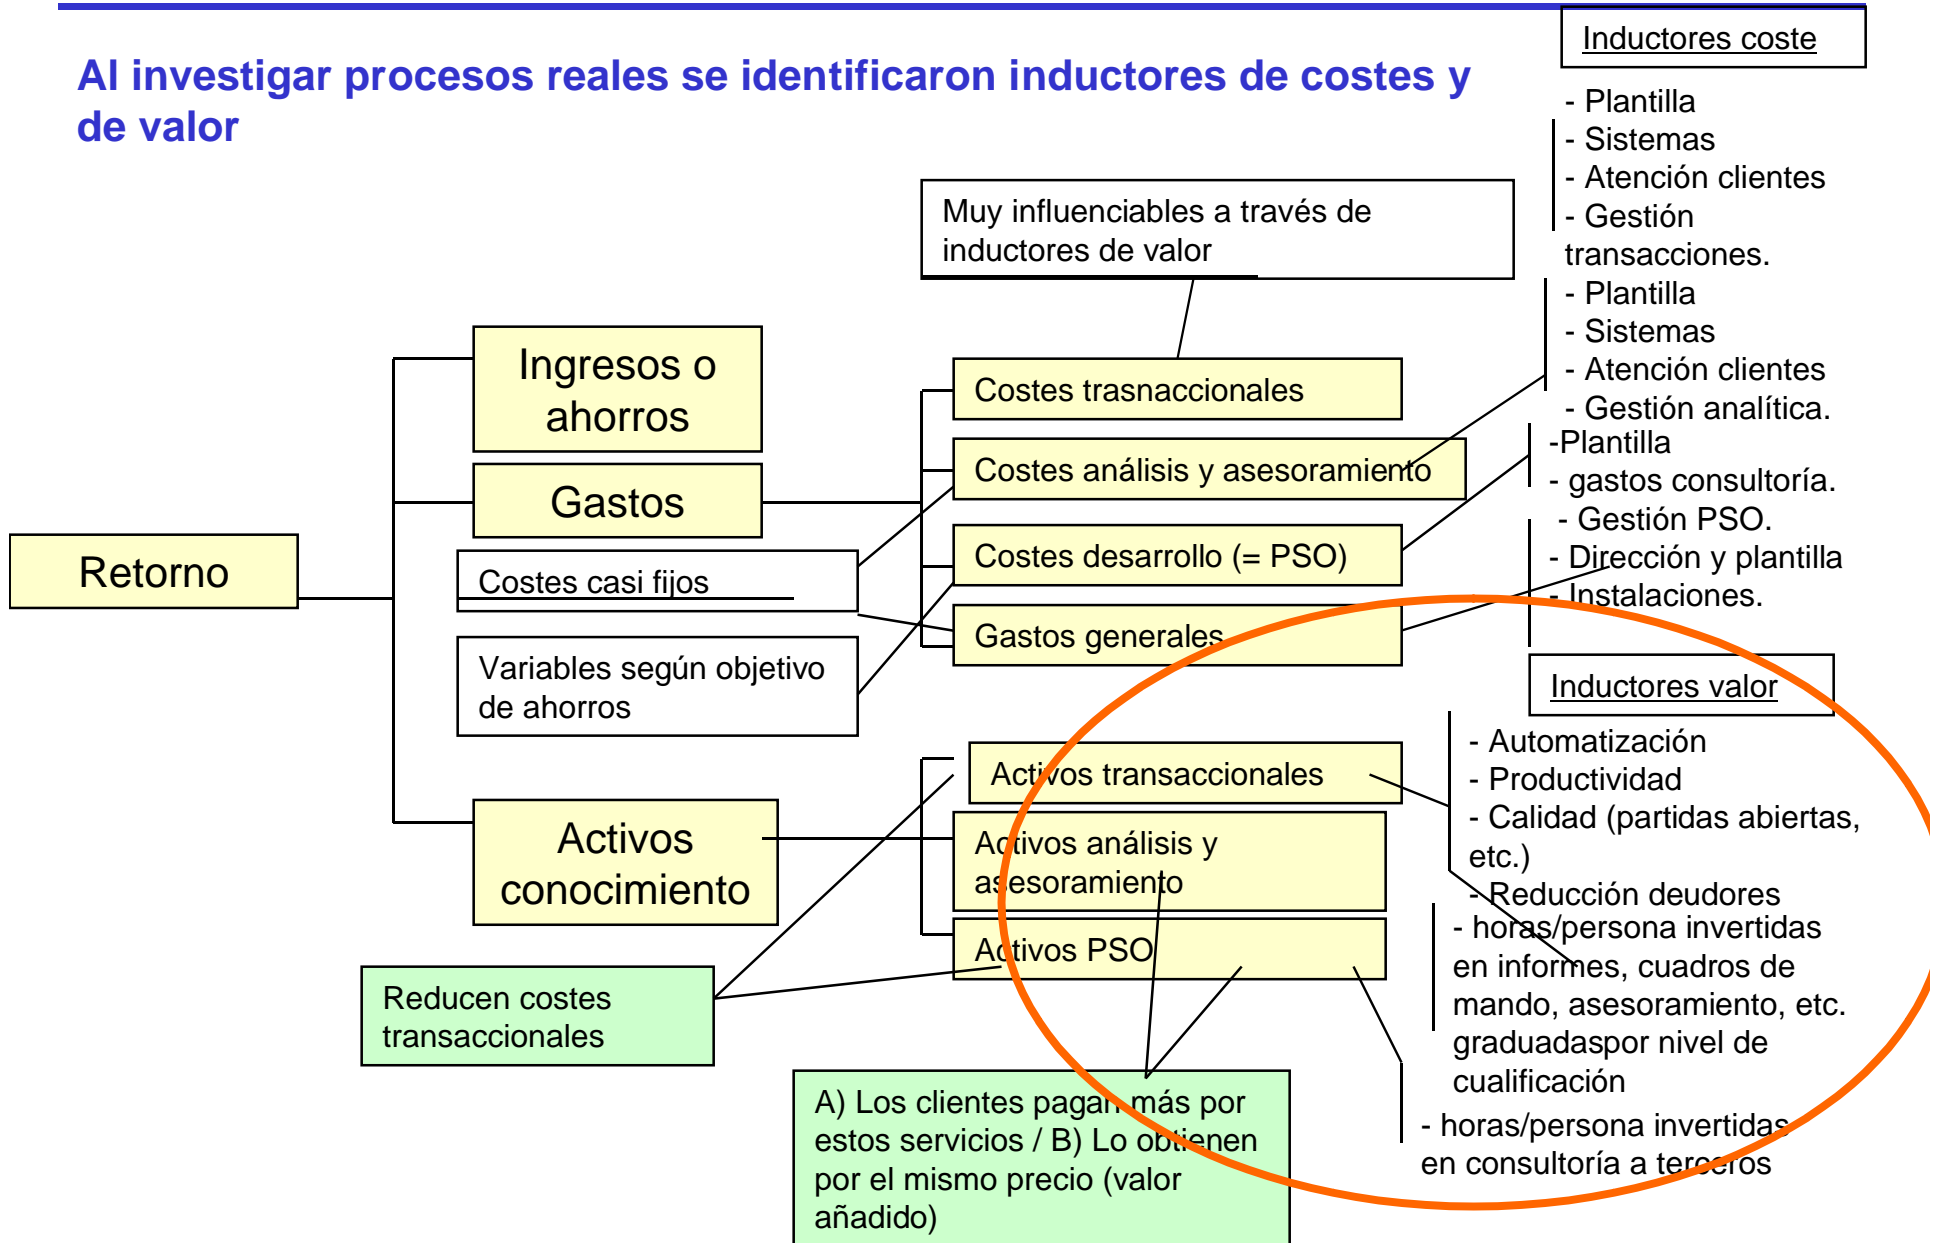 Al investigar procesos reales se identificaron inductores de costes y
de valor
Inductores coste
- Plantilla
- Sistemas
- Atención clientes
- Gestión
transacciones.
- Plantilla
- Sistemas
- Atención clientes
- Gestión analítica.
-Plantilla
- gastos consultoría.
- Gestión PSO.
- Dirección y plantilla
- Instalaciones.
Muy influenciables a través de
inductores de valor
Ingresos o
ahorros
Gastos
Retorno
Costes casi fijos
Variables según objetivo
de ahorros
Costes trasnaccionales
Costes análisis y asesoramiento
Costes desarrollo (= PSO)
Gastos generales
Inductores valor
- Automatización
- Productividad
- Calidad (partidas abiertas,
etc.)
- Reducción deudores
- horas/persona invertidas
en informes, cuadros de
mando, asesoramiento, etc.
graduadaspor nivel de
cualificación
- horas/persona invertidas
en consultoría a terceros
Activos
conocimiento
Activos transaccionales
Activos análisis y
asesoramiento
Activos PSO
Reducen costes
transaccionales
A) Los clientes pagan más por
estos servicios / B) Lo obtienen
por el mismo precio (valor
añadido)